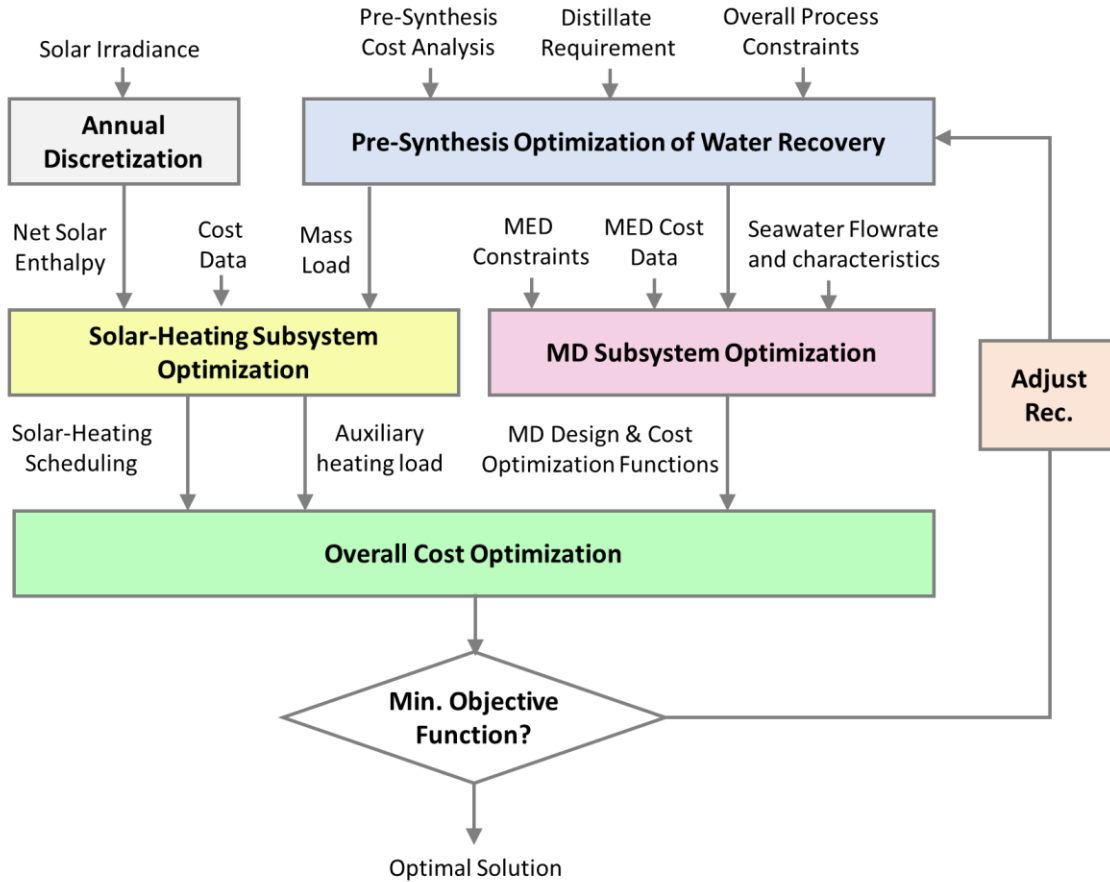 Solar Irradiance
Pre-Synthesis
Cost Analysis
Distillate
Requirement
Overall Process
Constraints
Annual
Discretization
Pre-Synthesis Optimization of Water Recovery
Net Solar
Enthalpy
Cost
Data
Mass
Load
MED
Constraints
MED Cost
Data
Seawater Flowrate
and characteristics
Solar-Heating Subsystem
Optimization
MD Subsystem Optimization
Adjust
Rec.
Solar-Heating
Scheduling
Auxiliary
heating load
MD Design & Cost
Optimization Functions
Overall Cost Optimization
Min. Objective
Function?
Optimal Solution